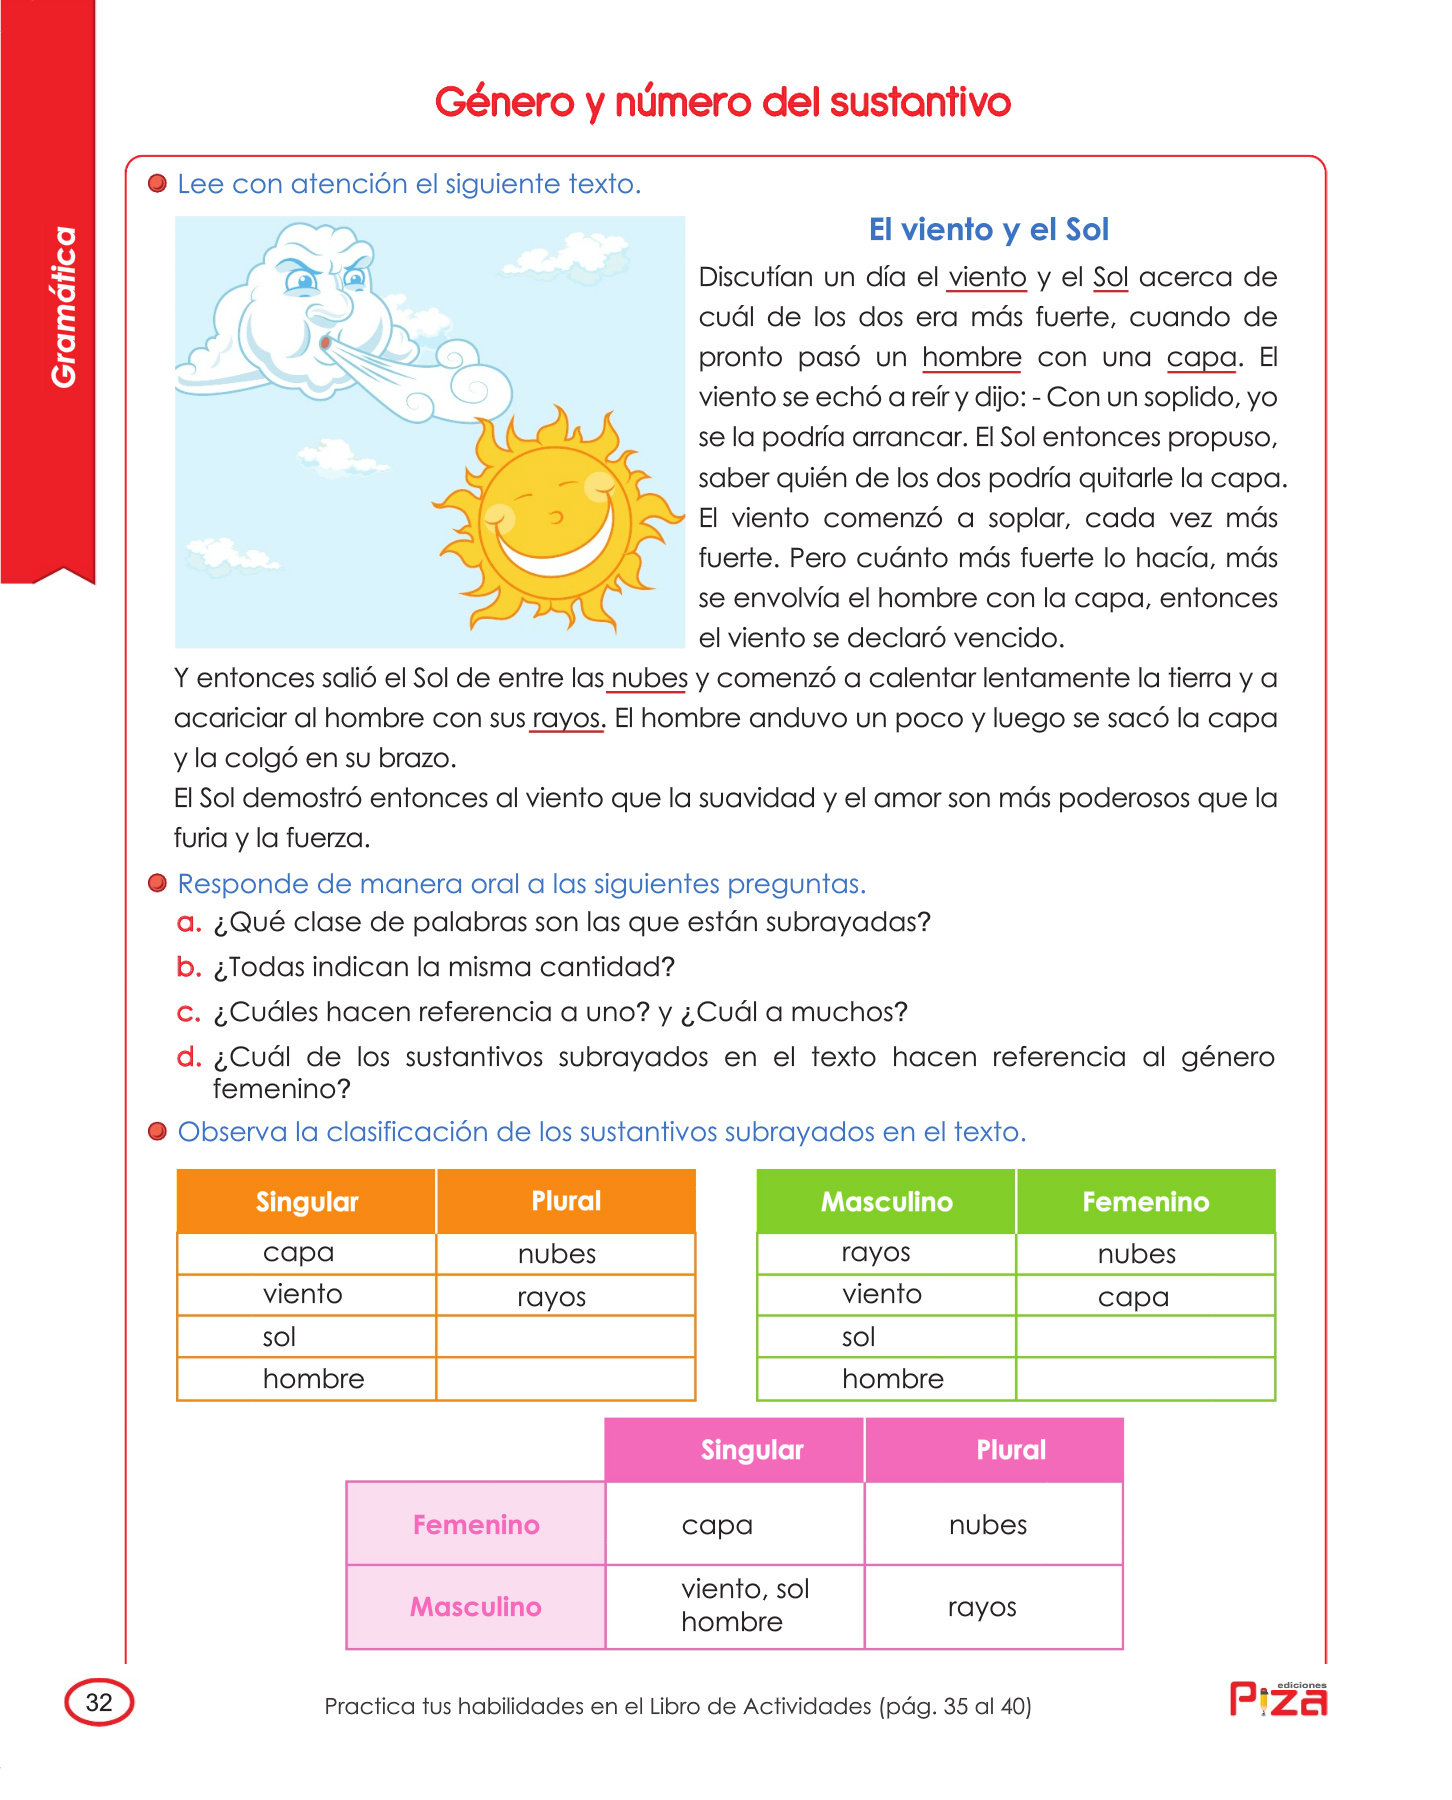 Género y número del sustantivo
Gramática
Lee con atención el siguiente texto.
El viento y el Sol
Discutían un día el viento y el Sol acerca de
cuál de los dos era más fuerte, cuando de
pronto pasó un hombre con una capa. El
viento se echó a reír y dijo: - Con un soplido, yo
se la podría arrancar. El Sol entonces propuso,
saber quién de los dos podría quitarle la capa.
El viento comenzó a soplar, cada vez más
fuerte. Pero cuánto más fuerte lo hacía, más
se envolvía el hombre con la capa, entonces
el viento se declaró vencido.
Y entonces salió el Sol de entre las nubes y comenzó a calentar lentamente la tierra y a
acariciar al hombre con sus rayos. El hombre anduvo un poco y luego se sacó la capa
y la colgó en su brazo.
El Sol demostró entonces al viento que la suavidad y el amor son más poderosos que la
furia y la fuerza.
Responde de manera oral a las siguientes preguntas.
a. ¿Qué clase de palabras son las que están subrayadas?
b. ¿Todas indican la misma cantidad?
c. ¿Cuáles hacen referencia a uno? y ¿Cuál a muchos?
d. ¿Cuál de los sustantivos subrayados en el texto hacen referencia al género
femenino?
Observa la clasificación de los sustantivos subrayados en el texto.
Singular Plural
capa nubes
viento rayos
sol
hombre
Masculino Femenino
rayos nubes
viento capa
sol
hombre
Singular Plural
Femenino capa nubes
Masculino viento, sol
hombre rayos
32
Practica tus habilidades en el Libro de Actividades (pág. 35 al 40)
ediciones
Piza